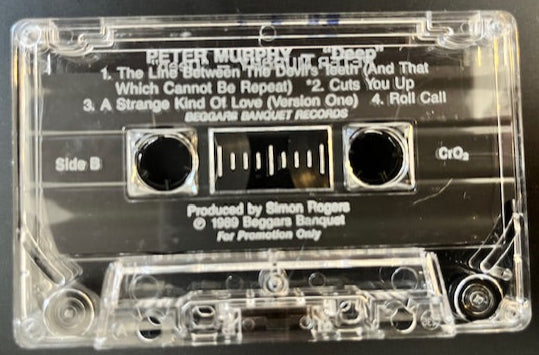 PETER MURPHY — "Deep"
1. The Line Between The Devil's Teeth (And That
Which Cannot Be Repeat) *2. Cuts You Up
3. A Strange Kind Of Love (Version One) 4. Roll Call
BEGGARS BANQUET RECORDS
Side B
CrO₂
Produced by Simon Rogers
© 1989 Beggars Banquet
For Promotion Only